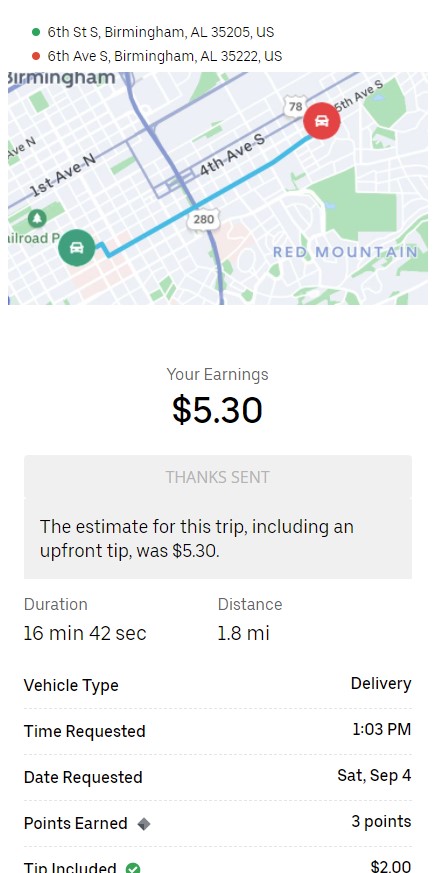 6th St S, Birmingham, AL 35205, US
6th Ave S, Birmingham, AL 35222, US
Birmingham
78
5th Ave S
Ave N
4th Ave S
1st Ave N
280
ailroad P
RED MOUNTAIN
Your Earnings
$5.30
THANKS SENT
The estimate for this trip, including an
upfront tip, was $5.30.
Duration
Distance
16 min 42 sec
1.8 mi
Vehicle Type
Delivery
Time Requested
1:03 PM
Date Requested
Sat, Sep 4
Points Earned
3 points
Tip Included
$2.00